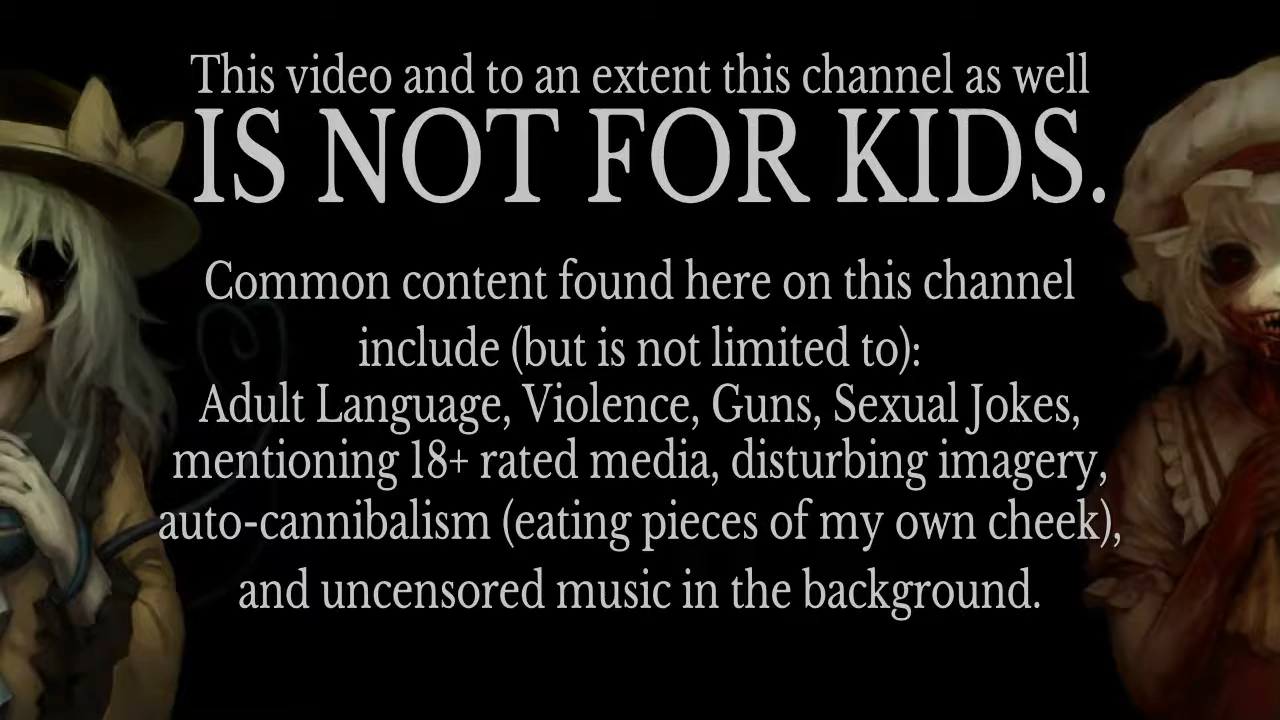 This video and to an extent this channel as well
IS NOT FOR KIDS.
Common content found here on this channel
include (but is not limited to):
Adult Language, Violence, Guns, Sexual Jokes,
mentioning 18+ rated media, disturbing imagery,
auto-cannibalism (eating pieces of my own cheek),
and uncensored music in the background.